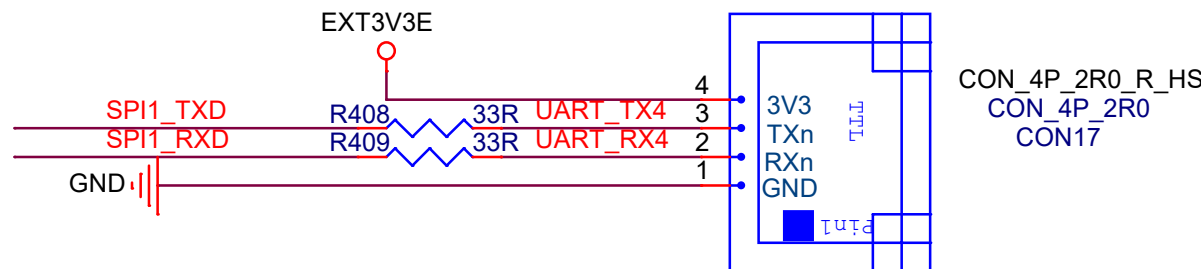 EXT3V3E
CON_4P_2R0_R_HS
CON_4P_2R0
CON17
4
3V3
SPI1_TXD R408 33R UART_TX4 3 TXn
SPI1_RXD R409 33R UART_RX4 2 RXn
GND 1 GND
TTL
Pin1